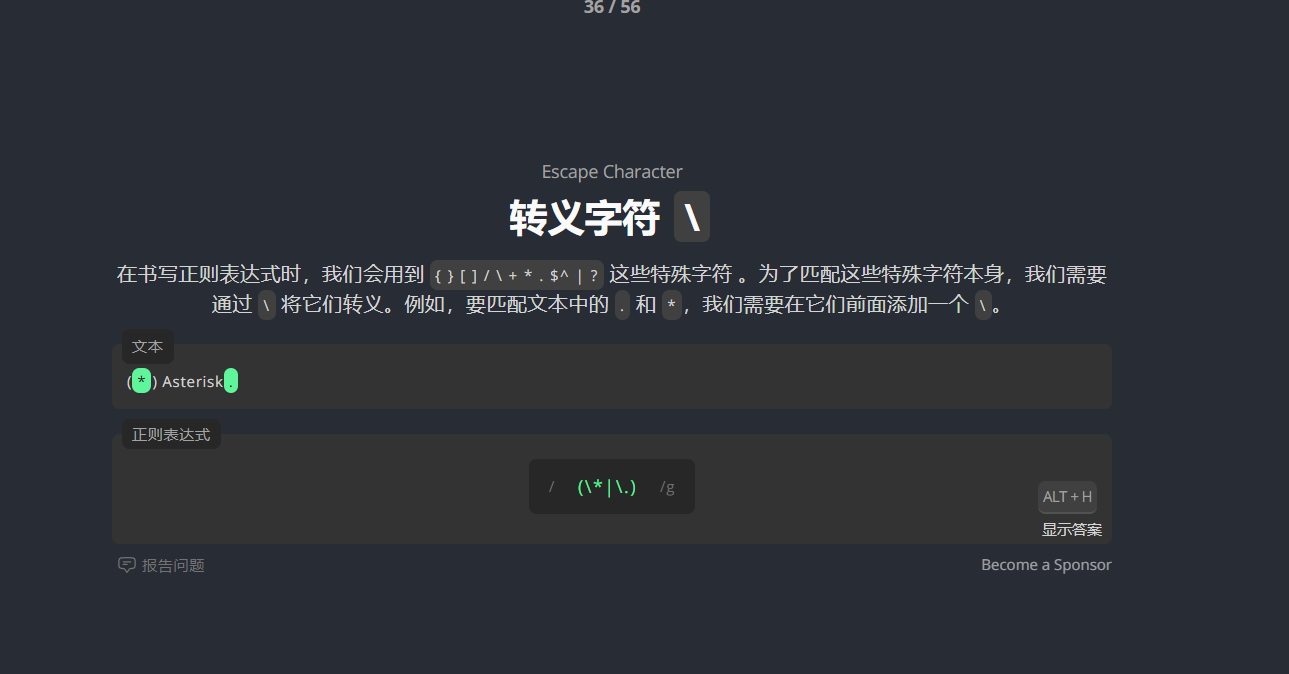 36 / 56
Escape Character
转义字符 \
在书写正则表达式时，我们会用到 { } [ ] / \ + * . $^ | ? 这些特殊字符 。为了匹配这些特殊字符本身，我们需要
通过 \ 将它们转义。例如，要匹配文本中的 . 和 *，我们需要在它们前面添加一个 \。
文本
(*) Asterisk.
正则表达式
/ (\*|\.) /g
ALT + H
显示答案
报告问题
Become a Sponsor